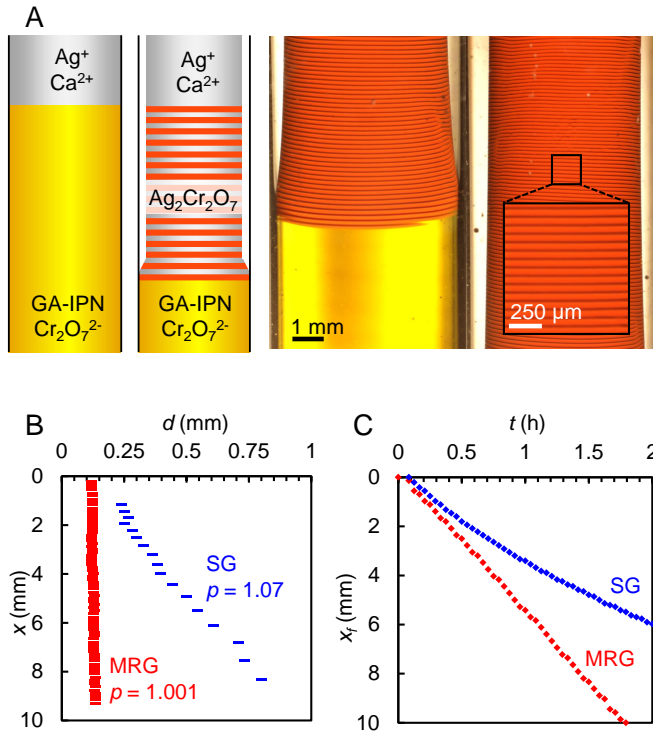 A
Ag⁺
Ca²⁺
Ag⁺
Ca²⁺
Ag₂Cr₂O₇
GA-IPN
Cr₂O₇²⁻
GA-IPN
Cr₂O₇²⁻
1 mm
250 µm
B
d (mm)
0 0.25 0.50 0.75 1
0
2
4
6
8
10
x (mm)
SG
p = 1.07
MRG
p = 1.001
C
t (h)
0 0.5 1 1.5 2
0
2
4
6
8
10
x_f (mm)
SG
MRG